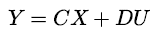 Y = CX + DU